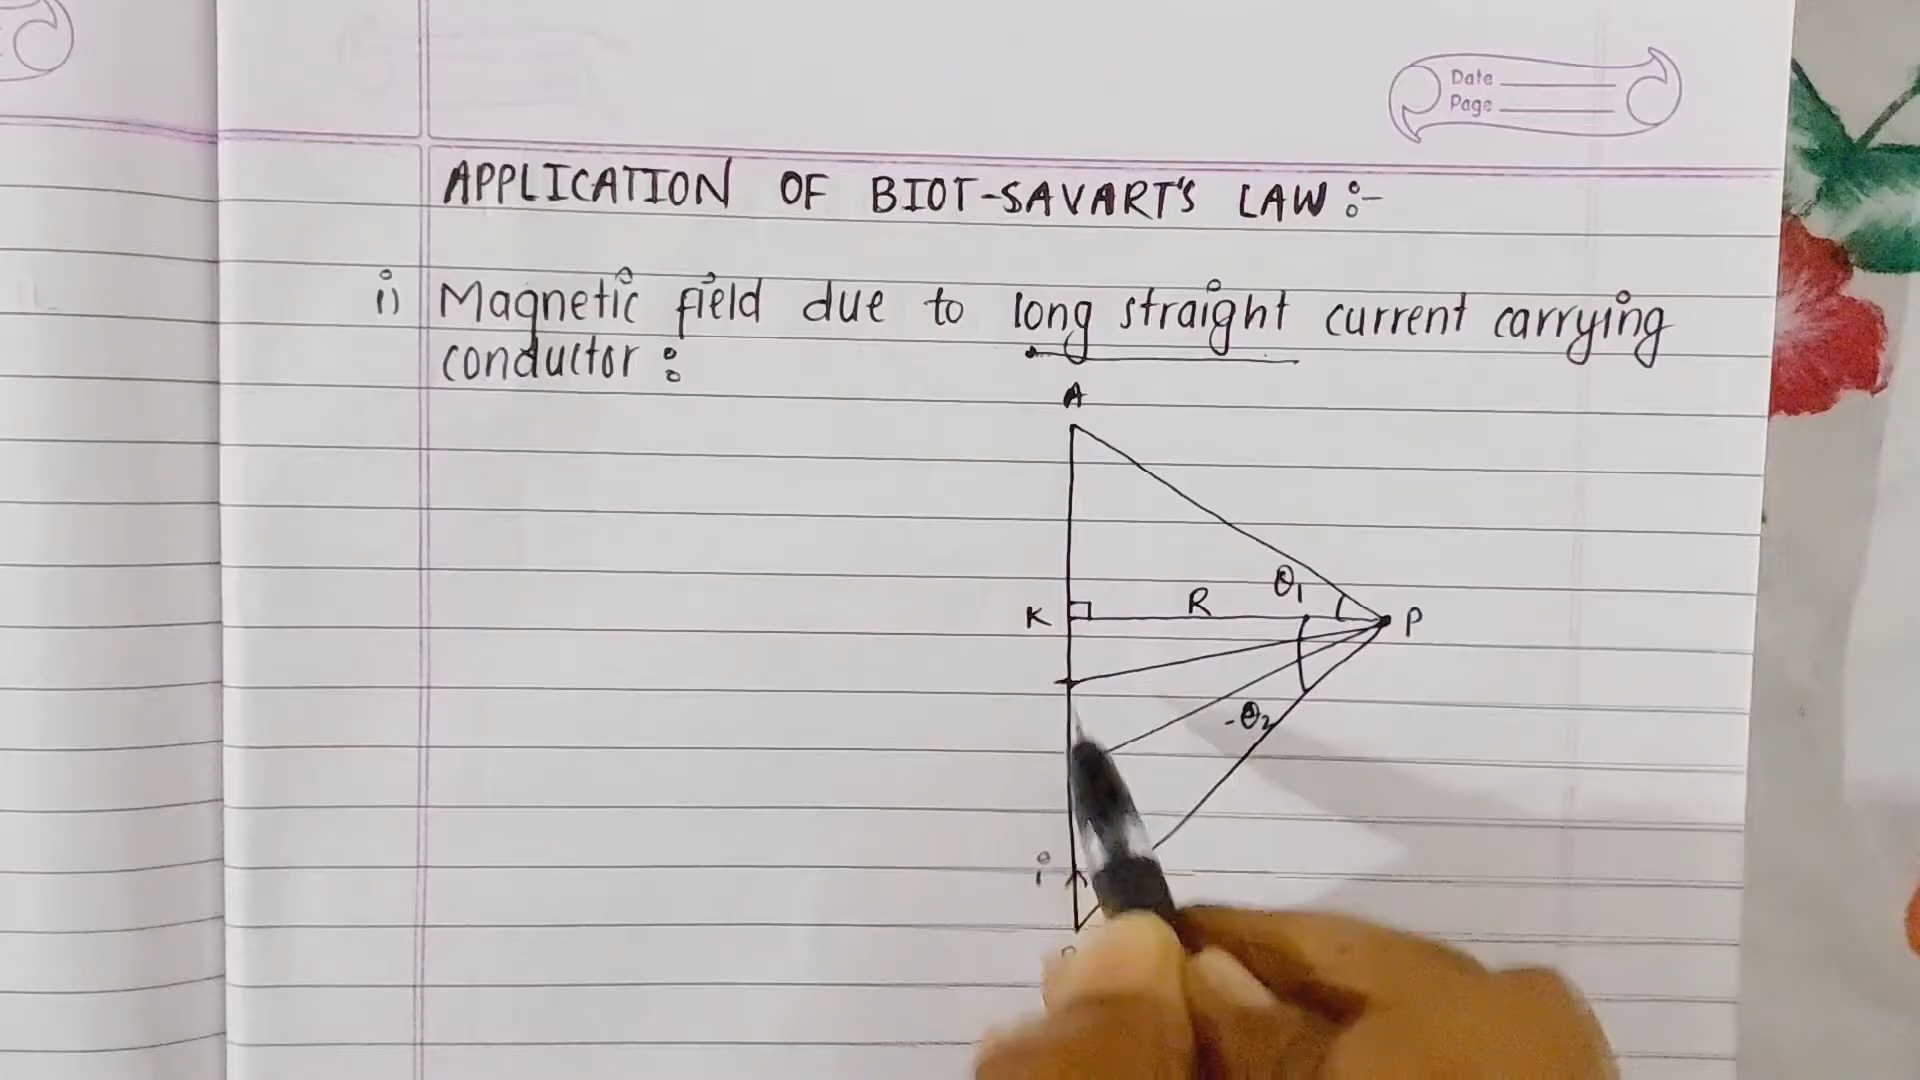 Date
Page
APPLICATION OF BIOT-SAVART'S LAW :-
i) Magnetic field due to long straight current carrying
conductor :
A
θ₁
K
R
P
-θ₂
i